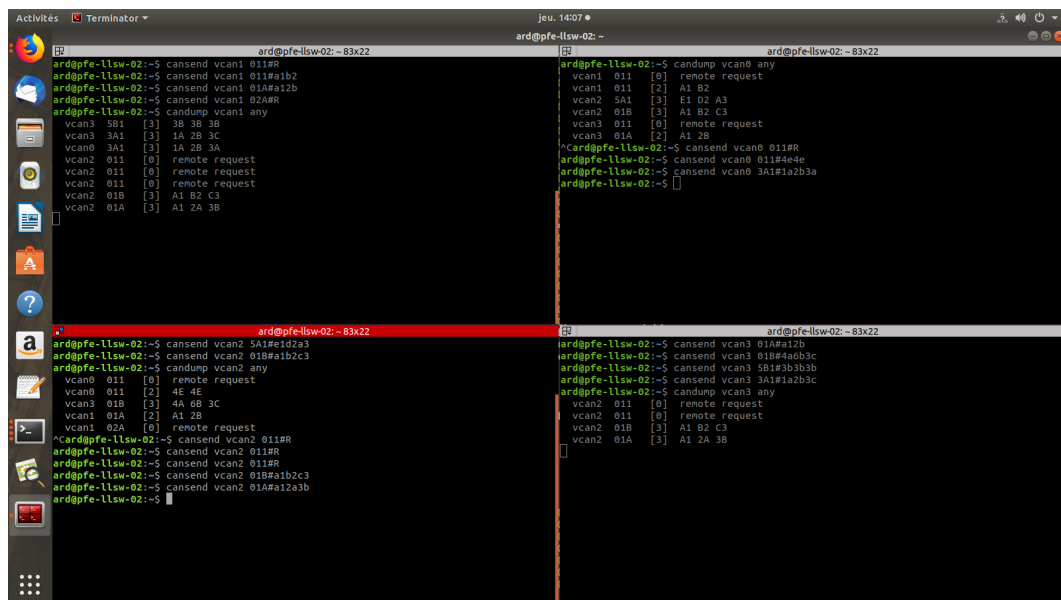 Activités Terminator jeu. 14:07
ard@pfe-llsw-02: ~
ard@pfe-llsw-02: ~ 83x22
ard@pfe-llsw-02:~$ cansend vcan1 011#R
ard@pfe-llsw-02:~$ cansend vcan1 011#a1b2
ard@pfe-llsw-02:~$ cansend vcan1 01A#a12b
ard@pfe-llsw-02:~$ cansend vcan1 02A#R
ard@pfe-llsw-02:~$ candump vcan1 any
vcan3 5B1 [3] 3B 3B 3B
vcan3 3A1 [3] 1A 2B 3C
vcan0 3A1 [3] 1A 2B 3A
vcan2 011 [0] remote request
vcan2 011 [0] remote request
vcan2 011 [0] remote request
vcan2 01B [3] A1 B2 C3
vcan2 01A [3] A1 2A 3B
ard@pfe-llsw-02: ~ 83x22
ard@pfe-llsw-02:~$ candump vcan0 any
vcan1 011 [0] remote request
vcan1 011 [2] A1 B2
vcan2 5A1 [3] E1 D2 A3
vcan2 01B [3] A1 B2 C3
vcan3 011 [0] remote request
vcan3 01A [2] A1 2B
^Card@pfe-llsw-02:~$ cansend vcan0 011#R
ard@pfe-llsw-02:~$ cansend vcan0 011#4e4e
ard@pfe-llsw-02:~$ cansend vcan0 3A1#1a2b3a
ard@pfe-llsw-02:~$
ard@pfe-llsw-02: ~ 83x22
ard@pfe-llsw-02:~$ cansend vcan2 5A1#e1d2a3
ard@pfe-llsw-02:~$ cansend vcan2 01B#a1b2c3
ard@pfe-llsw-02:~$ candump vcan2 any
vcan0 011 [0] remote request
vcan0 011 [2] 4E 4E
vcan3 01B [3] 4A 6B 3C
vcan1 01A [2] A1 2B
vcan1 02A [0] remote request
^Card@pfe-llsw-02:~$ cansend vcan2 011#R
ard@pfe-llsw-02:~$ cansend vcan2 011#R
ard@pfe-llsw-02:~$ cansend vcan2 011#R
ard@pfe-llsw-02:~$ cansend vcan2 01B#a1b2c3
ard@pfe-llsw-02:~$ cansend vcan2 01A#a12a3b
ard@pfe-llsw-02:~$
ard@pfe-llsw-02: ~ 83x22
ard@pfe-llsw-02:~$ cansend vcan3 01A#a12b
ard@pfe-llsw-02:~$ cansend vcan3 01B#4a6b3c
ard@pfe-llsw-02:~$ cansend vcan3 5B1#3b3b3b
ard@pfe-llsw-02:~$ cansend vcan3 3A1#1a2b3c
ard@pfe-llsw-02:~$ candump vcan3 any
vcan2 011 [0] remote request
vcan2 011 [0] remote request
vcan2 01B [3] A1 B2 C3
vcan2 01A [3] A1 2A 3B